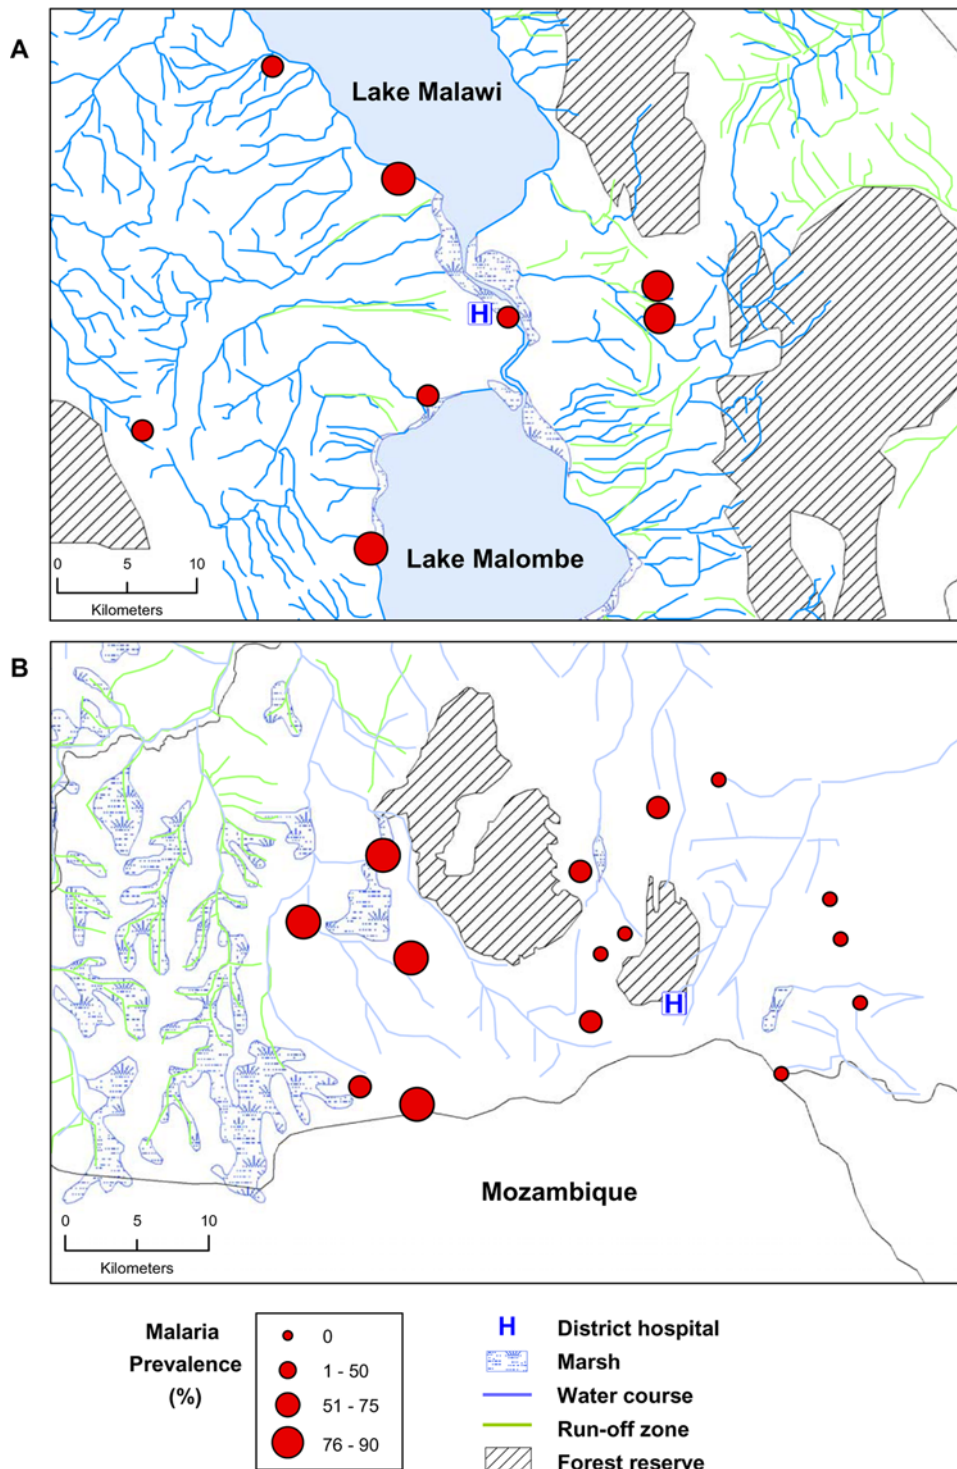 A
Lake Malawi
H
Lake Malombe
0 5 10
Kilometers
B
H
Mozambique
0 5 10
Kilometers
Malaria
Prevalence
(%)
0
1 - 50
51 - 75
76 - 90
H District hospital
Marsh
Water course
Run-off zone
Forest reserve